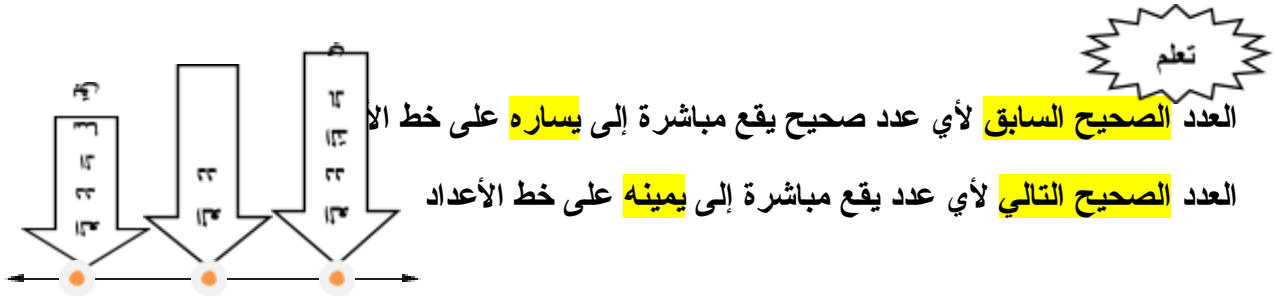 تعلم
العدد الصحيح السابق لأي عدد صحيح يقع مباشرة إلى يساره على خط
العدد الصحيح التالي لأي عدد يقع مباشرة إلى يمينه على خط الأعداد